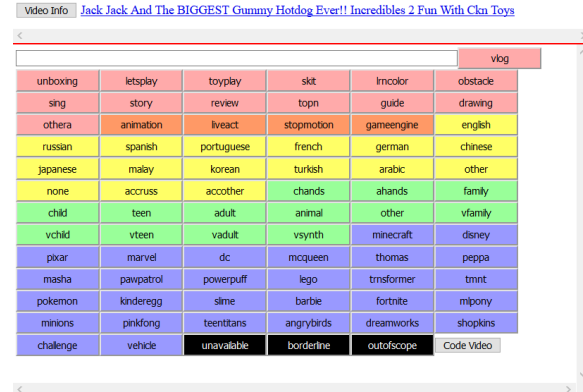 Video Info Jack Jack And The BIGGEST Gummy Hotdog Ever!! Incredibles 2 Fun With Ckn Toys
vlog
unboxing letsplay toyplay skit lrncolor obstacle
sing story review topn guide drawing
othera animation liveact stopmotion gameengine english
russian spanish portuguese french german chinese
japanese malay korean turkish arabic other
none accruss accother chands ahands family
child teen adult animal other vfamily
vchild vteen vadult vsynth minecraft disney
pixar marvel dc mcqueen thomas peppa
masha pawpatrol powerpuff lego trnsformer tmnt
pokemon kinderegg slime barbie fortnite mlpony
minions pinkfong teentitans angrybirds dreamworks shopkins
challenge vehicle unavailable borderline outofscope Code Video